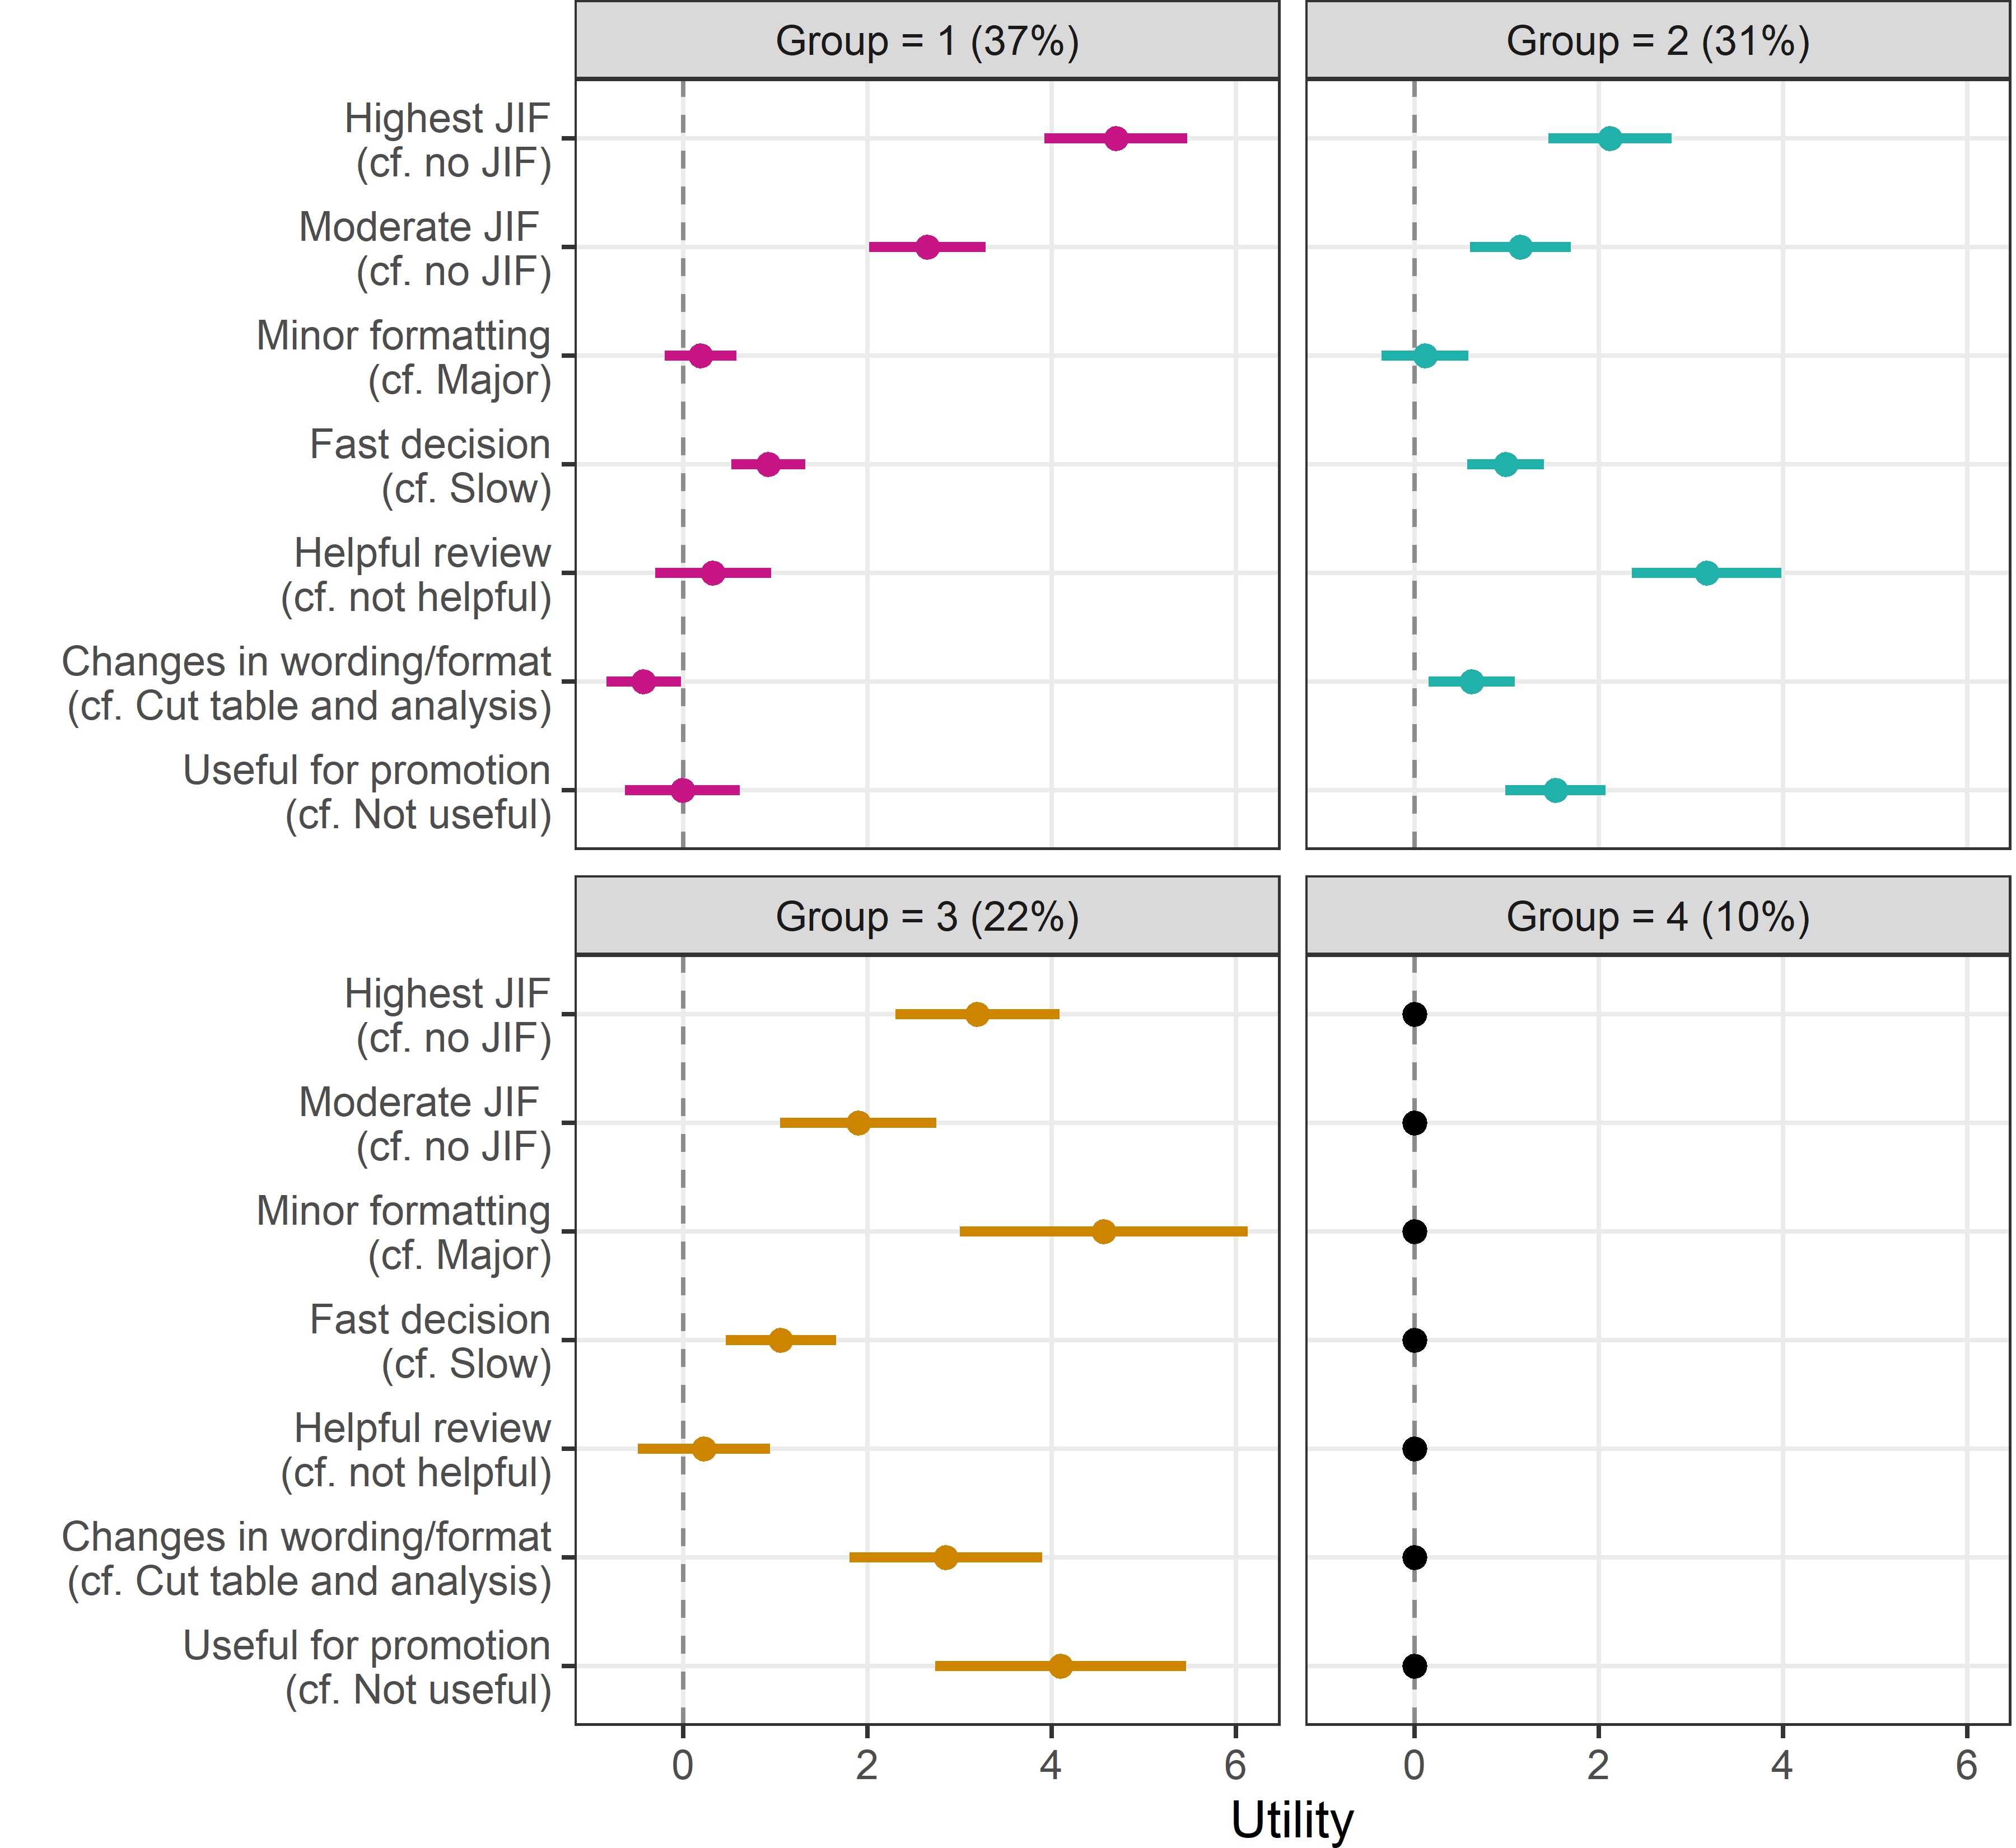 Group = 1 (37%)
Group = 2 (31%)
Highest JIF
(cf. no JIF)
Moderate JIF
(cf. no JIF)
Minor formatting
(cf. Major)
Fast decision
(cf. Slow)
Helpful review
(cf. not helpful)
Changes in wording/format
(cf. Cut table and analysis)
Useful for promotion
(cf. Not useful)
Group = 3 (22%)
Group = 4 (10%)
Highest JIF
(cf. no JIF)
Moderate JIF
(cf. no JIF)
Minor formatting
(cf. Major)
Fast decision
(cf. Slow)
Helpful review
(cf. not helpful)
Changes in wording/format
(cf. Cut table and analysis)
Useful for promotion
(cf. Not useful)
0 2 4 6
0 2 4 6
Utility